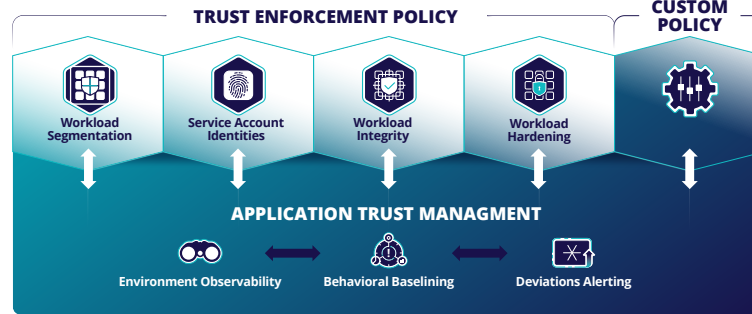 TRUST ENFORCEMENT POLICY
CUSTOM
POLICY
Workload
Segmentation
Service Account
Identities
Workload
Integrity
Workload
Hardening
APPLICATION TRUST MANAGMENT
Environment Observability
Behavioral Baselining
Deviations Alerting